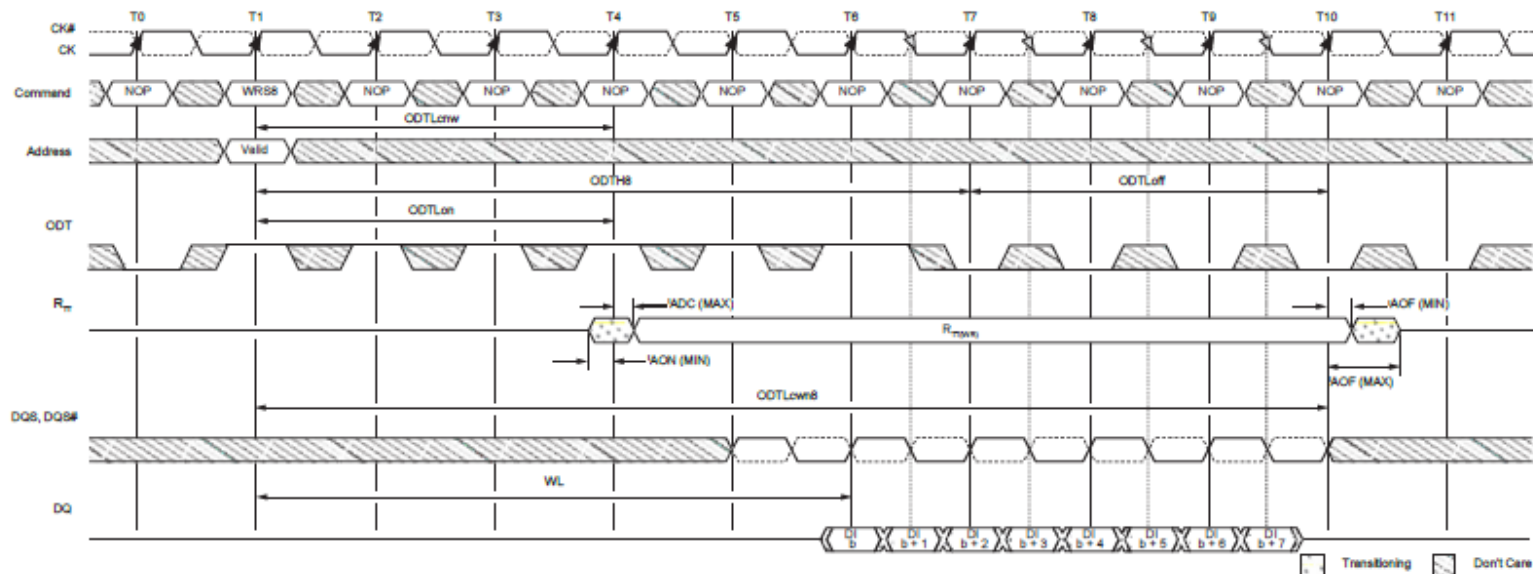 T0 T1 T2 T3 T4 T5 T6 T7 T8 T9 T10 T11
CK#
CK
Command NOP WRS8 NOP NOP NOP NOP NOP NOP NOP NOP NOP NOP
ODTLcnw
Address Valid
ODTH8 ODTLoff
ODTLon
ODT
RTT tADC (MAX) tAOF (MIN)
RTT(WR)
tAON (MIN)
tAOF (MAX)
ODTLcwn8
DQS, DQS#
WL
DQ
DI b DI b + 1 DI b + 2 DI b + 3 DI b + 4 DI b + 5 DI b + 6 DI b + 7
Transitioning Don't Care